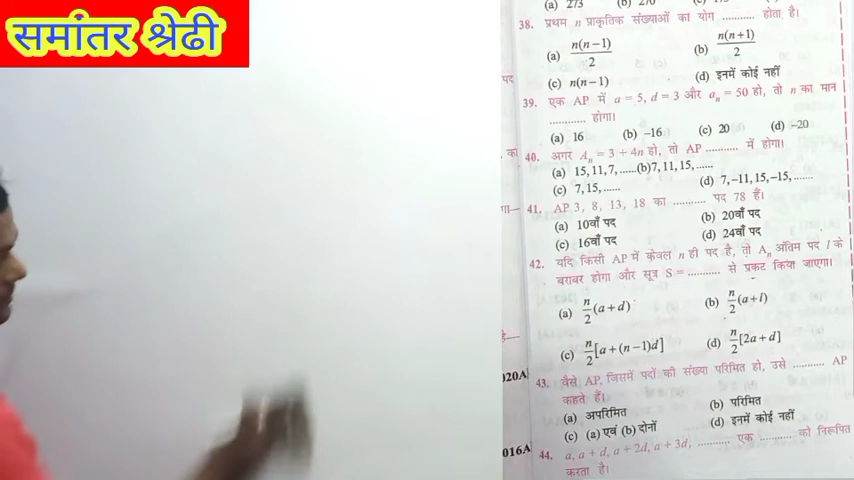 समांतर श्रेढी
(a) 273
38. प्रथम n प्राकृतिक संख्याओं का योग ........... होता है।
(a) n(n−1)/2
(b) n(n+1)/2
(c) n(n−1)
(d) इनमें कोई नहीं
39. एक AP में a = 5, d = 3 और aₙ = 50 हो, तो n का मान
............ होगा।
(a) 16 (b) −16 (c) 20 (d) −20
40. अगर Aₙ = 3 + 4n हो, तो AP ........... में होगा।
(a) 15, 11, 7, ......(b)7, 11, 15, ......
(c) 7, 15, ...... (d) 7, −11, 15, −15, .......
41. AP 3, 8, 13, 18 का .......... पद 78 हैं।
(a) 10वाँ पद (b) 20वाँ पद
(c) 16वाँ पद (d) 24वाँ पद
42. यदि किसी AP में केवल n ही पद है, तो Aₙ अंतिम पद l के
बराबर होगा और सूत्र S = ........... से प्रकट किया जाएगा।
(a) n/2 (a + d) (b) n/2 (a + l)
(c) n/2 [a + (n − 1)d] (d) n/2 [2a + d]
43. वैसे AP, जिसमें पदों की संख्या परिमित हो, उसे ........... AP
कहते हैं।
(a) अपरिमित (b) परिमित
(c) (a) एवं (b) दोनों (d) इनमें कोई नहीं
44. a, a + d, a + 2d, a + 3d, ........... एक ........... को निरूपित
करता है।
पद
का
020A
016A